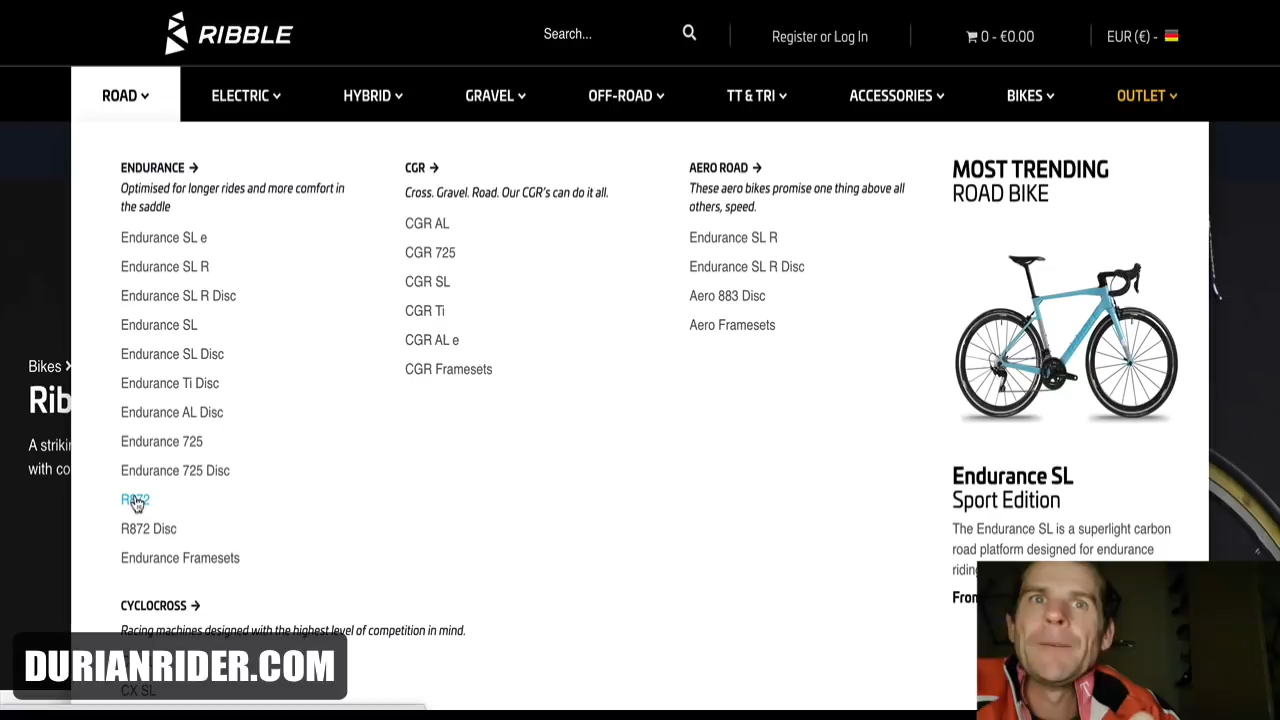 RIBBLE
Search...
Register or Log In
0 - €0.00
EUR (€) -
ROAD
ELECTRIC
HYBRID
GRAVEL
OFF-ROAD
TT & TRI
ACCESSORIES
BIKES
OUTLET
ENDURANCE →
Optimised for longer rides and more comfort in
the saddle
Endurance SL e
Endurance SL R
Endurance SL R Disc
Endurance SL
Endurance SL Disc
Endurance Ti Disc
Endurance AL Disc
Endurance 725
Endurance 725 Disc
R872
R872 Disc
Endurance Framesets
CYCLOCROSS →
Racing machines designed with the highest level of competition in mind.
CX SL
CGR →
Cross. Gravel. Road. Our CGR's can do it all.
CGR AL
CGR 725
CGR SL
CGR Ti
CGR AL e
CGR Framesets
AERO ROAD →
These aero bikes promise one thing above all
others, speed.
Endurance SL R
Endurance SL R Disc
Aero 883 Disc
Aero Framesets
MOST TRENDING
ROAD BIKE
Endurance SL
Sport Edition
The Endurance SL is a superlight carbon
road platform designed for endurance
Bikes
A
with
DURIANRIDER.COM